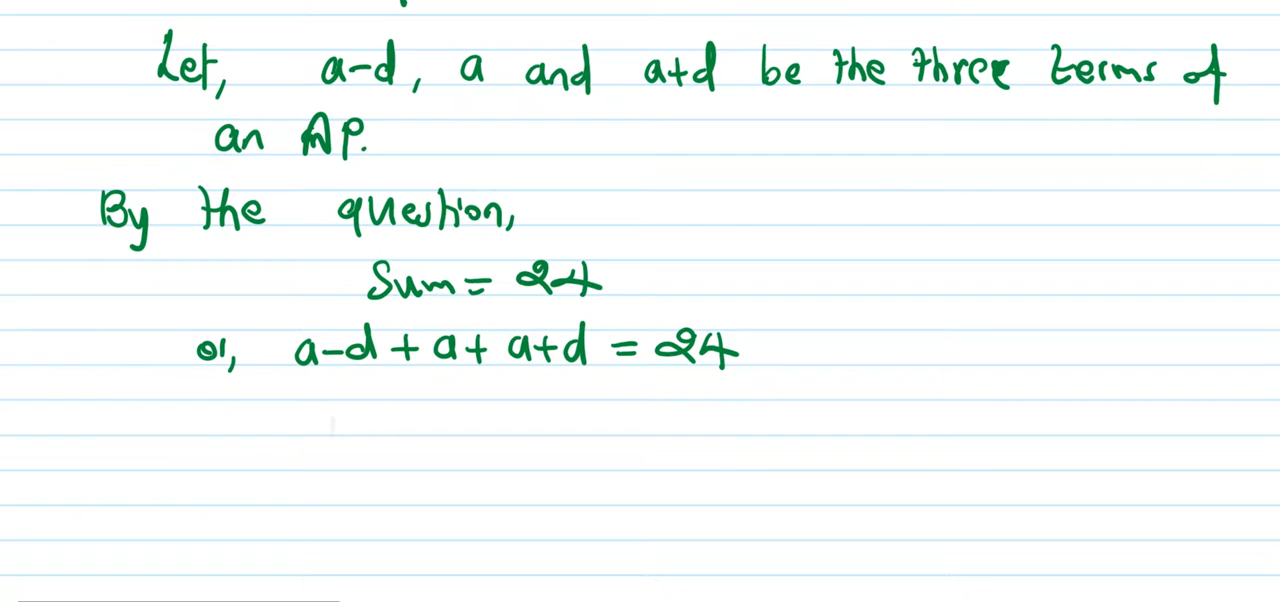 Let, a-d, a and a+d be the three terms of
an AP.
By the question,
Sum = 24
or, a-d + a + a+d = 24